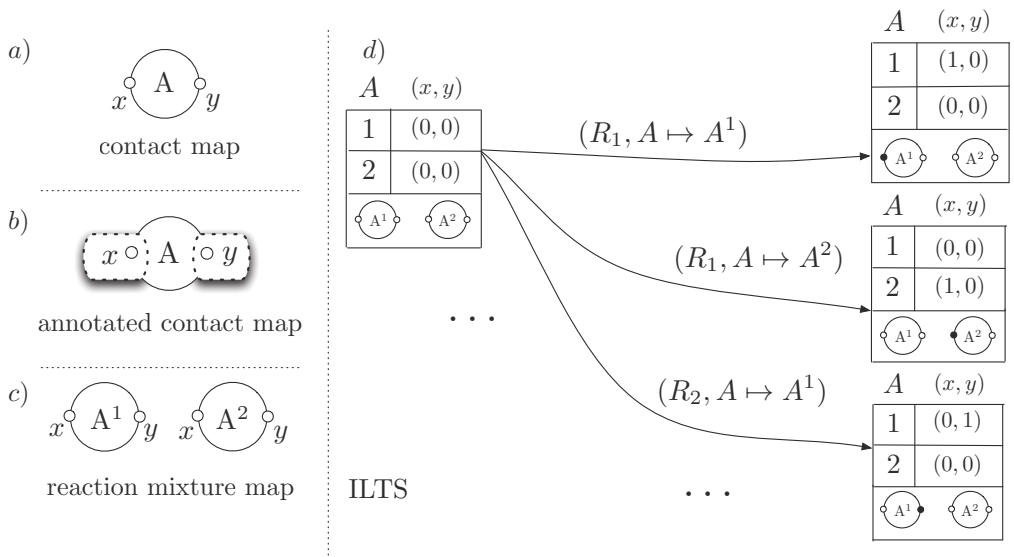 a)
A
x
y
contact map
b)
x
A
y
annotated contact map
c)
A¹
A²
x
y
x
y
reaction mixture map
d)
A (x, y)
1 (0, 0)
2 (0, 0)
A¹ A²
(R₁, A ↦ A¹)
(R₁, A ↦ A²)
(R₂, A ↦ A¹)
. . .
ILTS
. . .
A (x, y)
1 (1, 0)
2 (0, 0)
A¹ A²
A (x, y)
1 (0, 0)
2 (1, 0)
A¹ A²
A (x, y)
1 (0, 1)
2 (0, 0)
A¹ A²